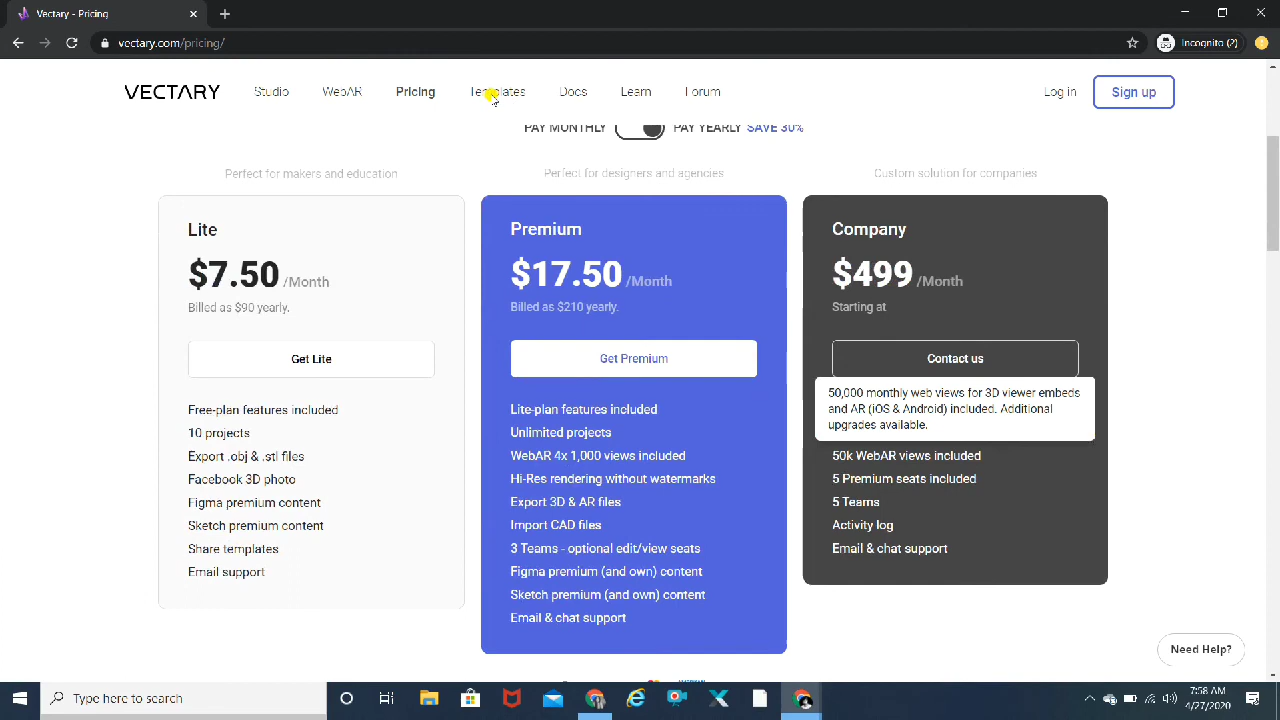 Vectary - Pricing
vectary.com/pricing/
Incognito (2)
VECTARY
Studio
WebAR
Pricing
Templates
Docs
Learn
Forum
Log in
Sign up
PAY MONTHLY
PAY YEARLY SAVE 30%
Perfect for makers and education
Perfect for designers and agencies
Custom solution for companies
Lite
$7.50 /Month
Billed as $90 yearly.
Get Lite
Free-plan features included
10 projects
Export .obj & .stl files
Facebook 3D photo
Figma premium content
Sketch premium content
Share templates
Email support
Premium
$17.50 /Month
Billed as $210 yearly.
Get Premium
Lite-plan features included
Unlimited projects
WebAR 4x 1,000 views included
Hi-Res rendering without watermarks
Export 3D & AR files
Import CAD files
3 Teams - optional edit/view seats
Figma premium (and own) content
Sketch premium (and own) content
Email & chat support
Company
$499 /Month
Starting at
Contact us
50,000 monthly web views for 3D viewer embeds
and AR (iOS & Android) included. Additional
upgrades available.
50k WebAR views included
5 Premium seats included
5 Teams
Activity log
Email & chat support
Need Help?
Type here to search
7:58 AM
4/27/2020